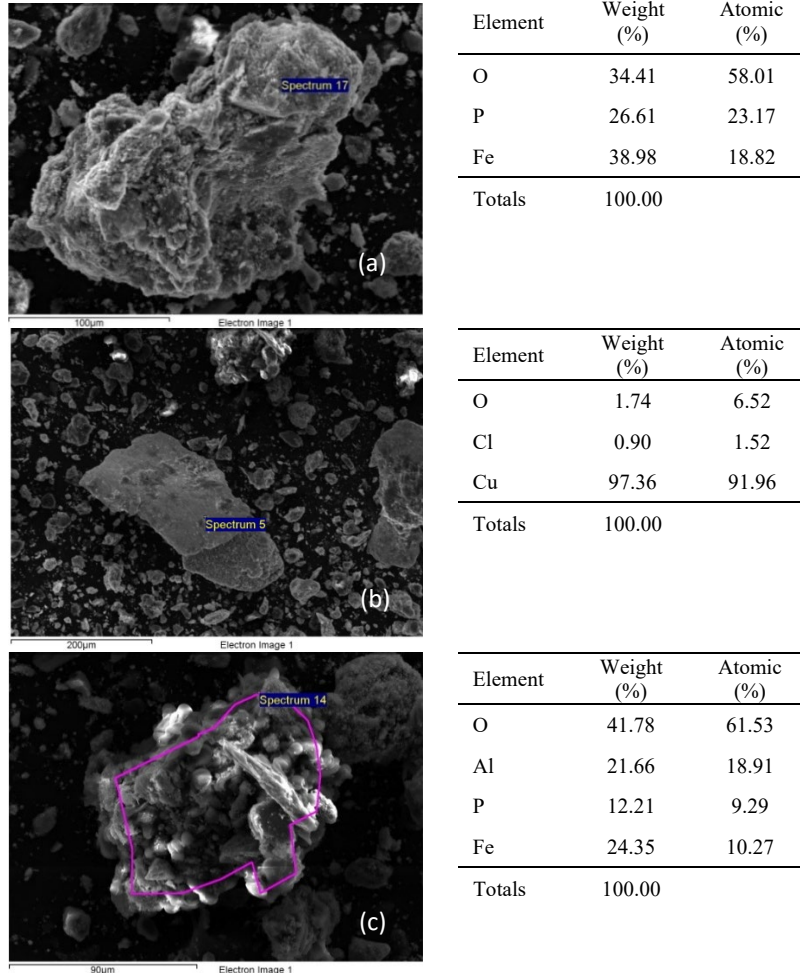 Spectrum 17
(a)
100µm Electron Image 1
Element Weight (%) Atomic (%)
O 34.41 58.01
P 26.61 23.17
Fe 38.98 18.82
Totals 100.00
Spectrum 5
(b)
200µm Electron Image 1
Element Weight (%) Atomic (%)
O 1.74 6.52
Cl 0.90 1.52
Cu 97.36 91.96
Totals 100.00
Spectrum 14
(c)
90µm Electron Image 1
Element Weight (%) Atomic (%)
O 41.78 61.53
Al 21.66 18.91
P 12.21 9.29
Fe 24.35 10.27
Totals 100.00